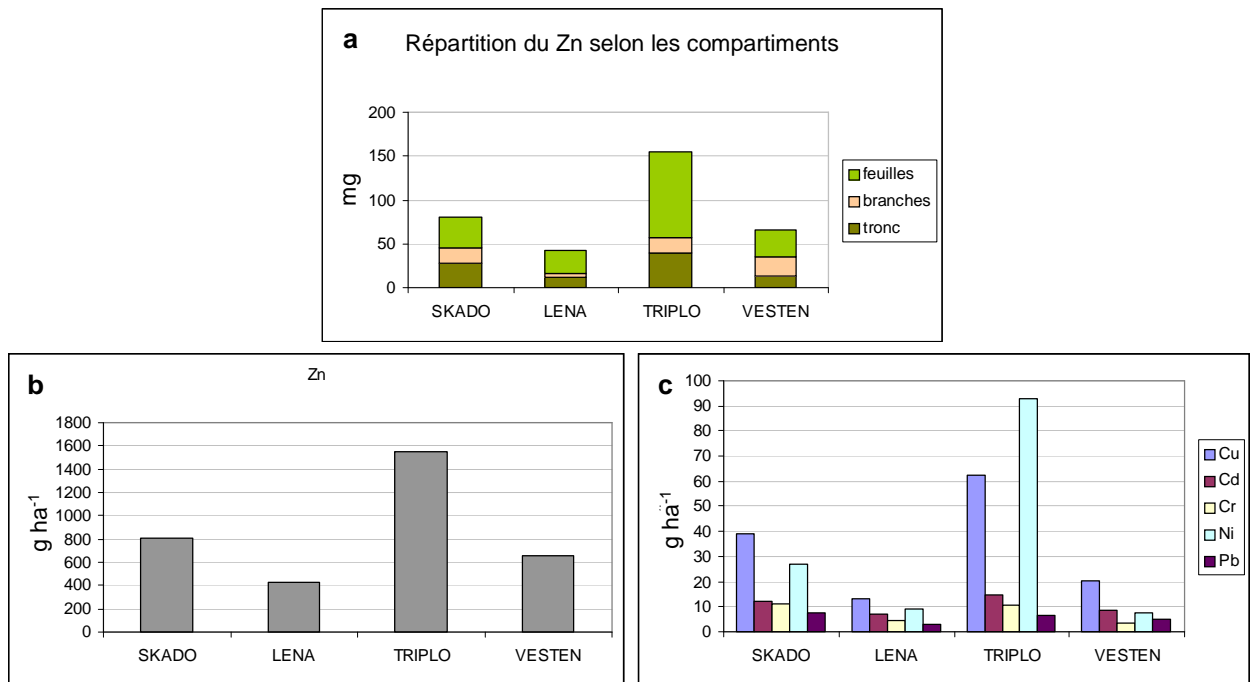 a Répartition du Zn selon les compartiments
200
150
100
50
0
mg
SKADO LENA TRIPLO VESTEN
feuilles
branches
tronc
b Zn
1800
1600
1400
1200
1000
800
600
400
200
0
g ha-1
SKADO LENA TRIPLO VESTEN
c
100
90
80
70
60
50
40
30
20
10
0
g ha-1
SKADO LENA TRIPLO VESTEN
Cu
Cd
Cr
Ni
Pb